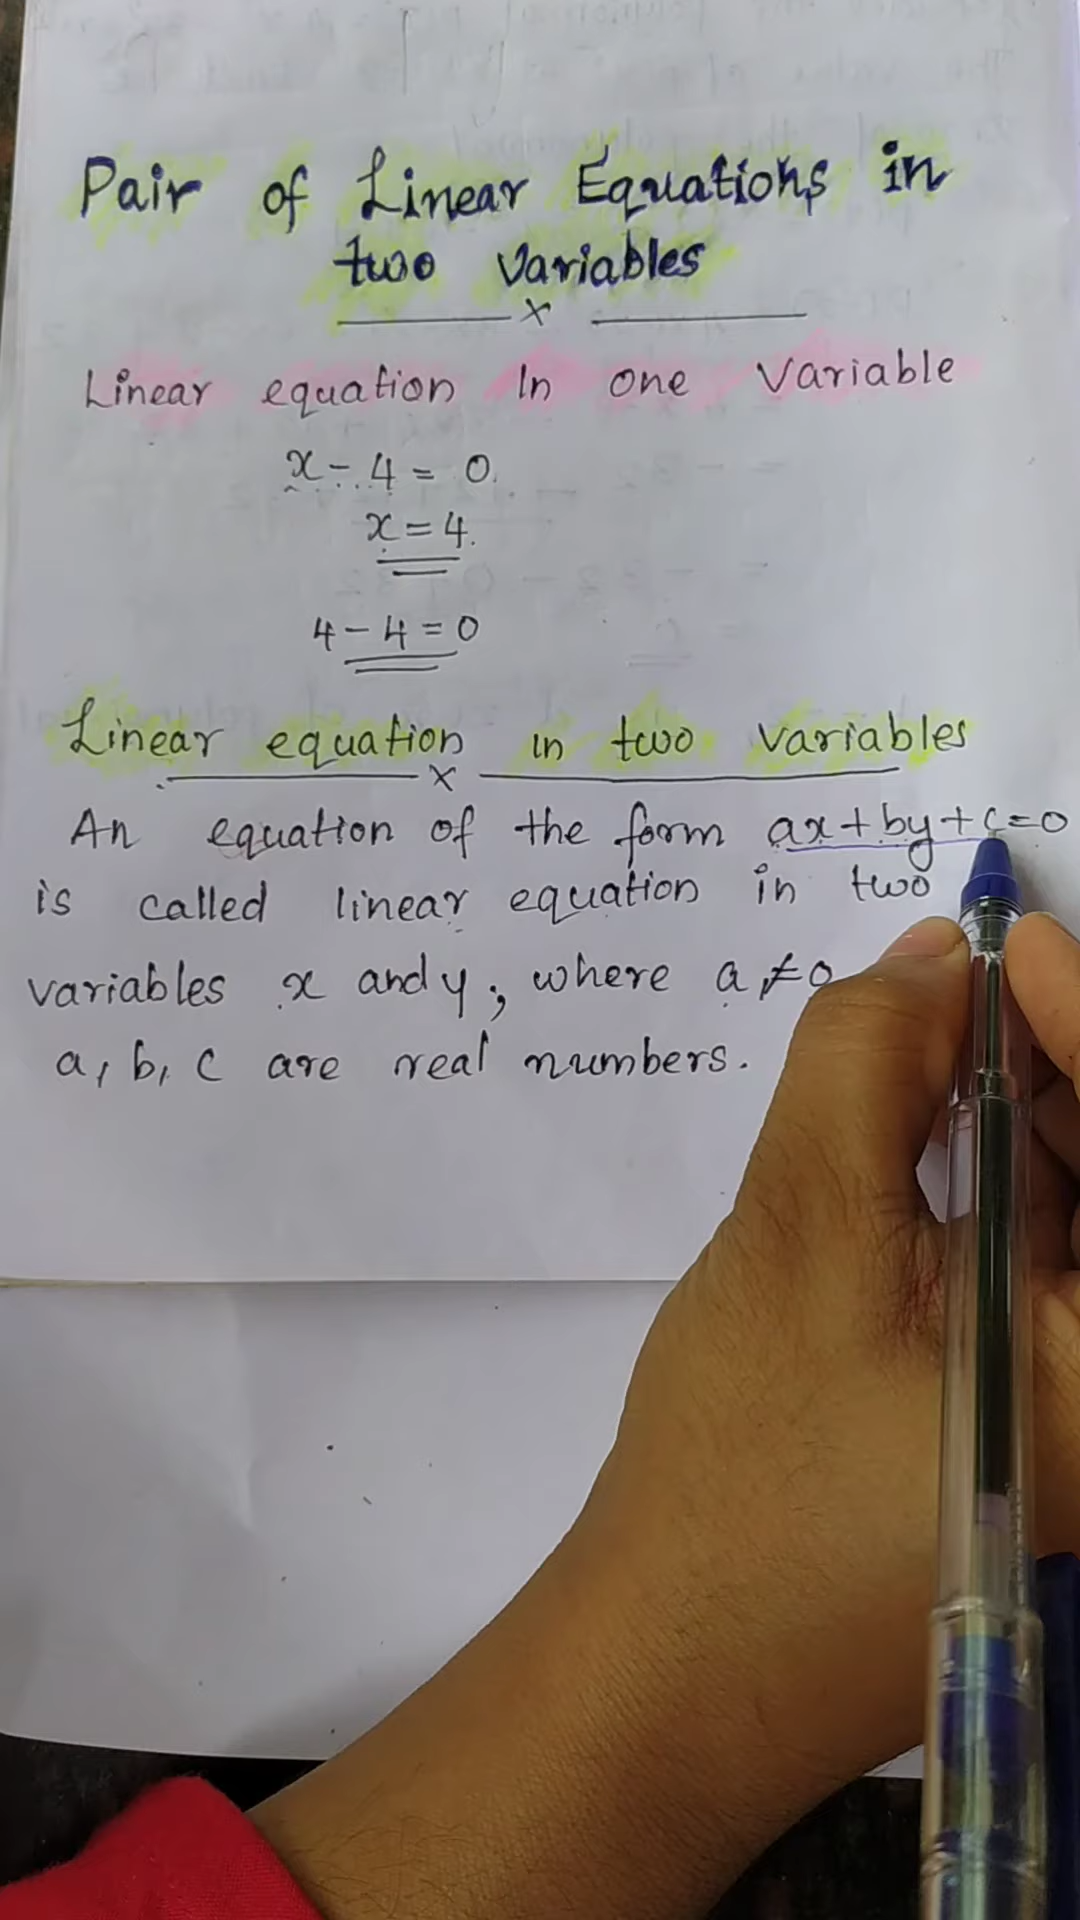 Pair of Linear Equations in
two variables
x
Linear equation In one variable
x - 4 = 0.
x = 4.
4 - 4 = 0
Linear equation in two variables
x
An equation of the form ax + by + c = 0
is called linear equation in two
variables x and y, where a ≠ 0
a, b, c are real numbers.